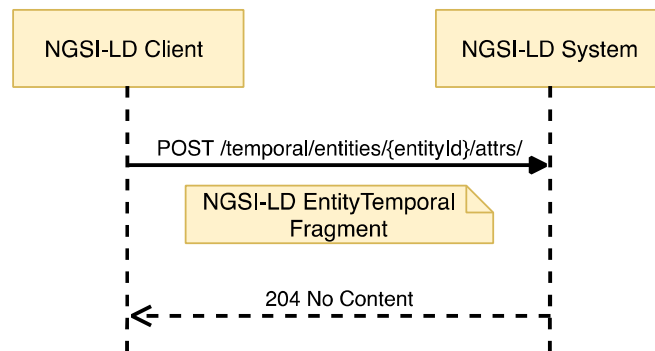 NGSI-LD Client
NGSI-LD System
POST /temporal/entities/{entityId}/attrs/
NGSI-LD EntityTemporal
Fragment
204 No Content